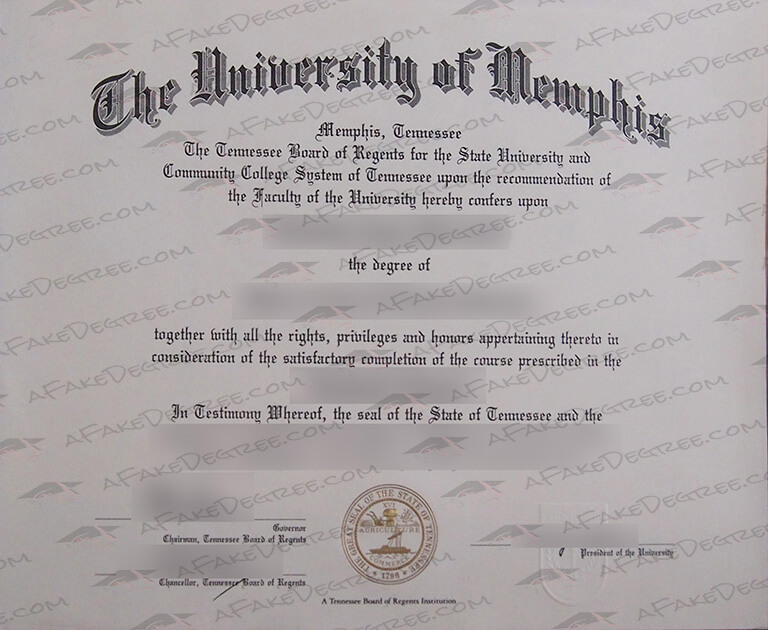 The University of Memphis
Memphis, Tennessee
The Tennessee Board of Regents for the State University and
Community College System of Tennessee upon the recommendation of
the Faculty of the University hereby confers upon
the degree of
together with all the rights, privileges and honors appertaining thereto in
consideration of the satisfactory completion of the course prescribed in the
In Testimony Whereof, the seal of the State of Tennessee and the
Governor
Chairman, Tennessee Board of Regents
Chancellor, Tennessee Board of Regents
THE GREAT SEAL OF THE STATE OF TENNESSEE
XVI
AGRICULTURE
COMMERCE
1796
President of the University
A Tennessee Board of Regents Institution
AFakeDegree.com